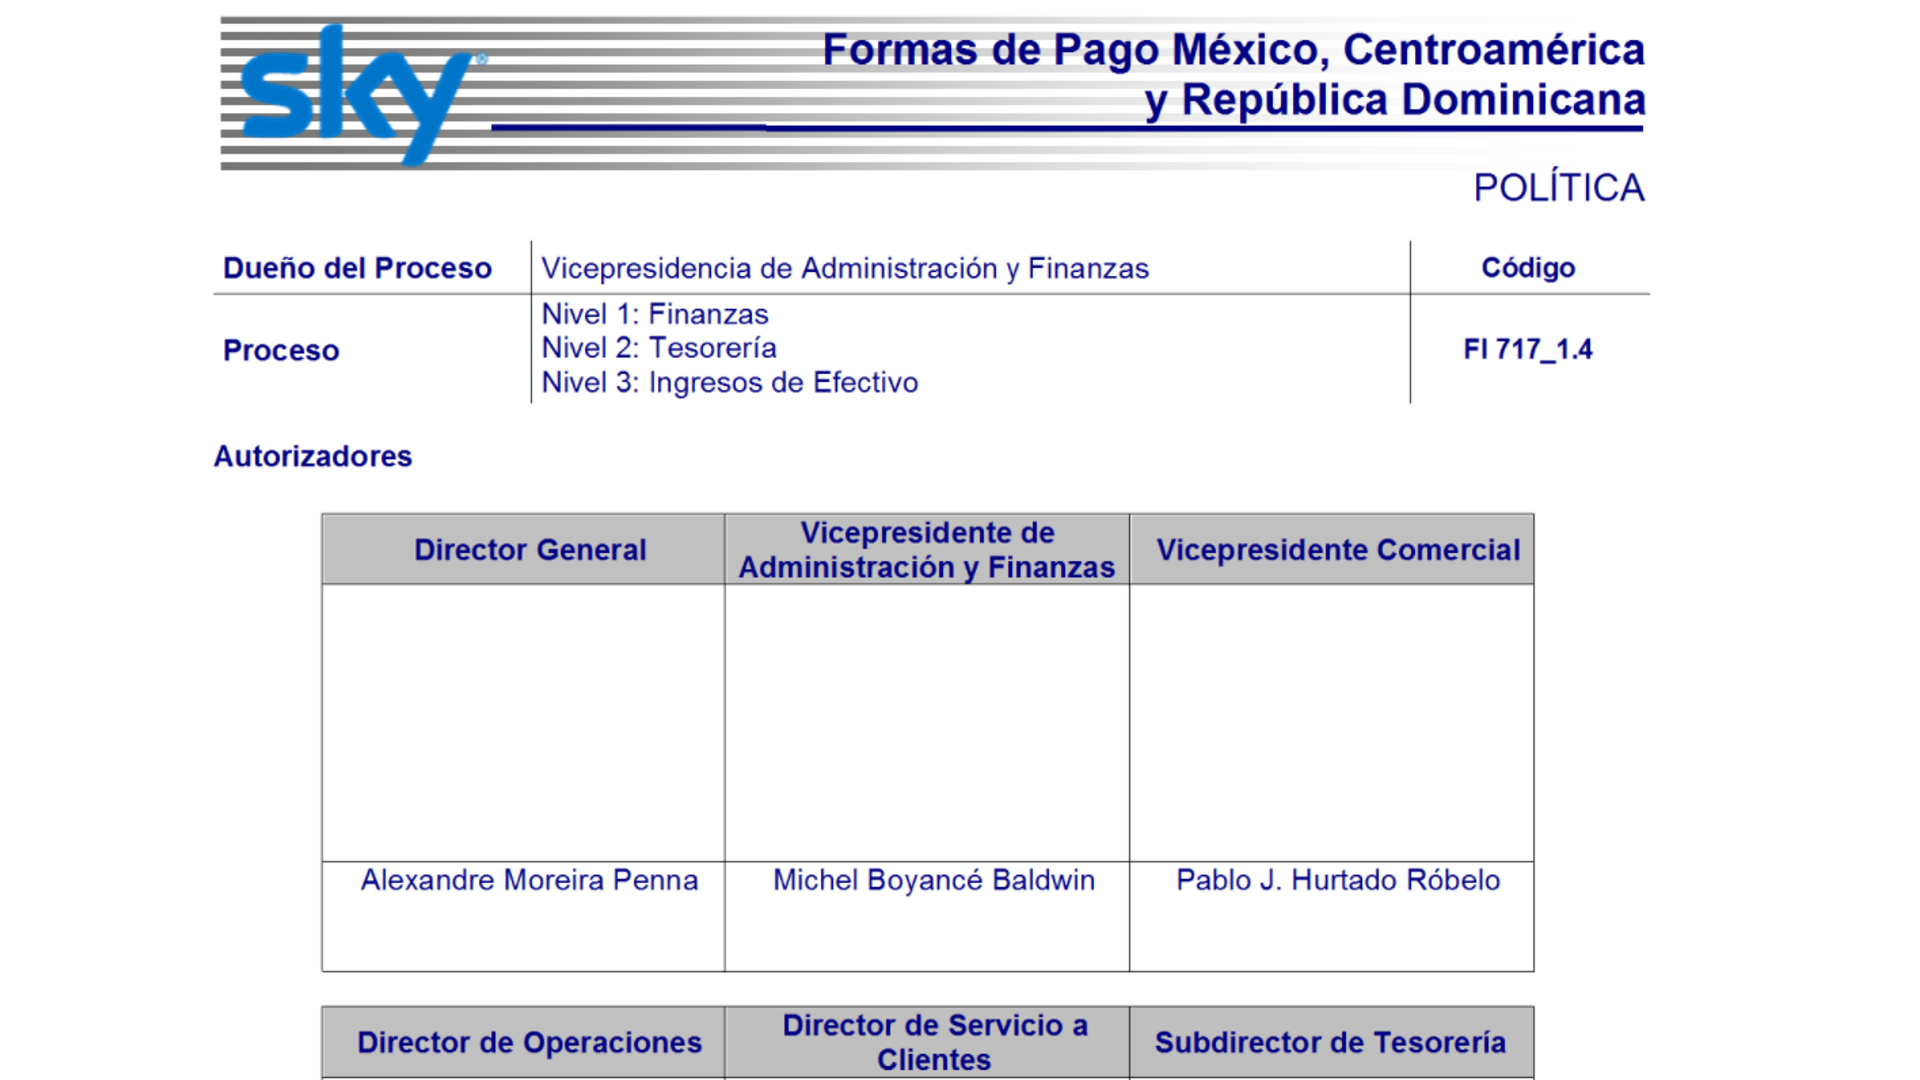 sky
Formas de Pago México, Centroamérica
y República Dominicana
POLÍTICA
Dueño del Proceso
Vicepresidencia de Administración y Finanzas
Código
Proceso
Nivel 1: Finanzas
Nivel 2: Tesorería
Nivel 3: Ingresos de Efectivo
FI 717_1.4
Autorizadores
Director General
Vicepresidente de
Administración y Finanzas
Vicepresidente Comercial
Alexandre Moreira Penna
Michel Boyancé Baldwin
Pablo J. Hurtado Róbelo
Director de Operaciones
Director de Servicio a
Clientes
Subdirector de Tesorería